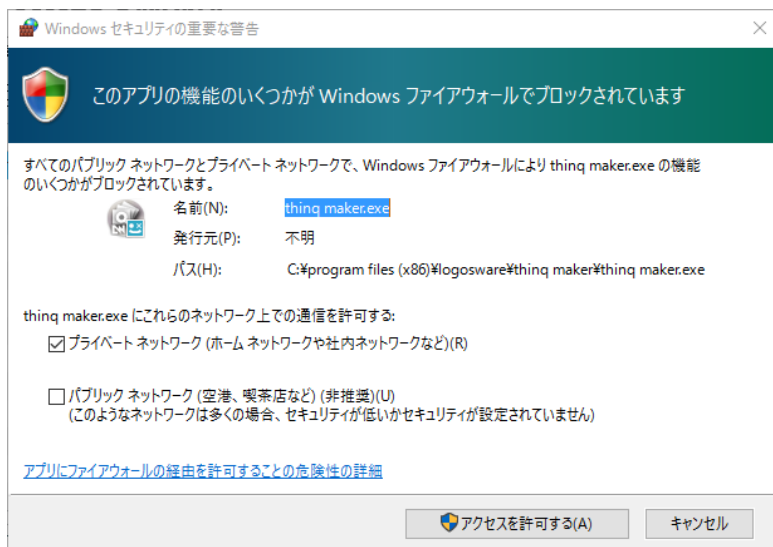 Windows セキュリティの重要な警告
このアプリの機能のいくつかが Windows ファイアウォールでブロックされています
すべてのパブリック ネットワークとプライベート ネットワークで、Windows ファイアウォールにより thinq maker.exe の機能
のいくつかがブロックされています。
名前(N): thinq maker.exe
発行元(P): 不明
パス(H): C:¥program files (x86)¥logosware¥thinq maker¥thinq maker.exe
thinq maker.exe にこれらのネットワーク上での通信を許可する:
プライベート ネットワーク (ホーム ネットワークや社内ネットワークなど)(R)
パブリック ネットワーク (空港、喫茶店など) (非推奨)(U)
(このようなネットワークは多くの場合、セキュリティが低いかセキュリティが設定されていません)
アプリにファイアウォールの経由を許可することの危険性の詳細
アクセスを許可する(A) キャンセル